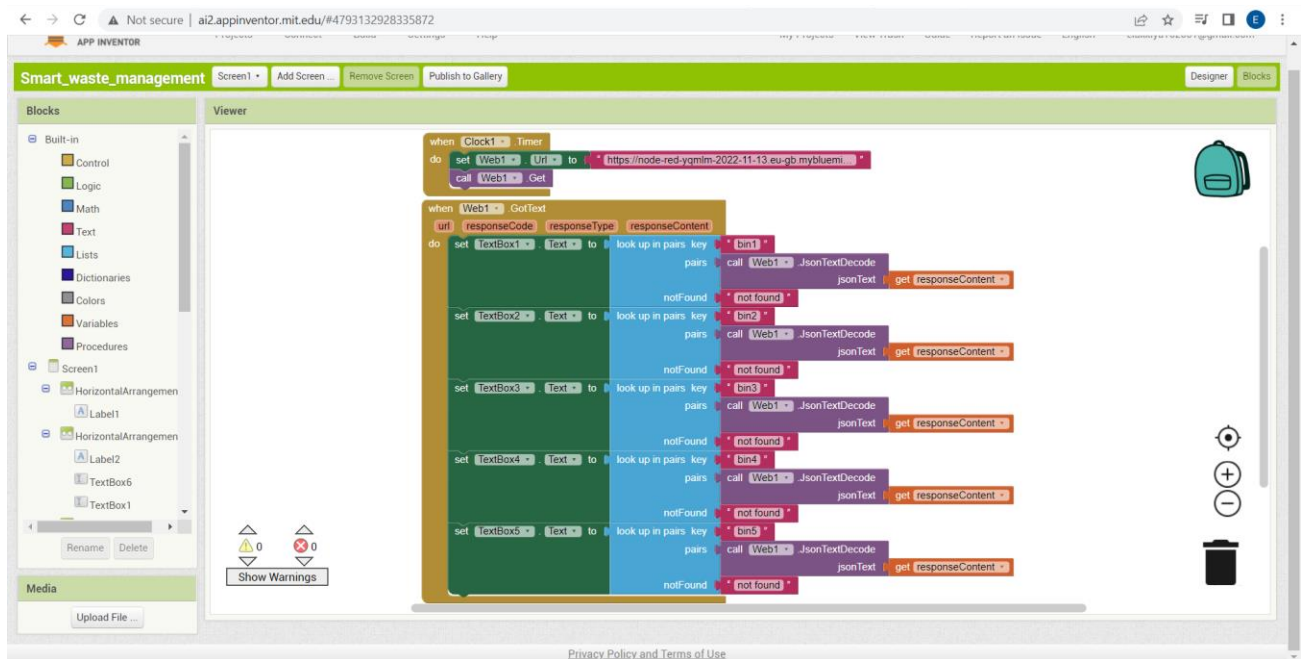 Not secure | ai2.appinventor.mit.edu/#4793132928335872
E
APP INVENTOR
Smart_waste_management Screen1 Add Screen ... Remove Screen Publish to Gallery Designer Blocks
Blocks
Viewer
Built-in
Control
Logic
Math
Text
Lists
Dictionaries
Colors
Variables
Procedures
Screen1
HorizontalArrangemen
Label1
HorizontalArrangemen
Label2
TextBox6
TextBox1
Rename Delete
Media
Upload File ...
when Clock1 .Timer
do set Web1 . Url to " https://node-red-yqmlm-2022-11-13.eu-gb.mybluemi... "
call Web1 .Get
when Web1 .GotText
url responseCode responseType responseContent
do set TextBox1 . Text to look up in pairs key " bin1 "
pairs call Web1 .JsonTextDecode
jsonText get responseContent
notFound " not found "
set TextBox2 . Text to look up in pairs key " bin2 "
pairs call Web1 .JsonTextDecode
jsonText get responseContent
notFound " not found "
set TextBox3 . Text to look up in pairs key " bin3 "
pairs call Web1 .JsonTextDecode
jsonText get responseContent
notFound " not found "
set TextBox4 . Text to look up in pairs key " bin4 "
pairs call Web1 .JsonTextDecode
jsonText get responseContent
notFound " not found "
set TextBox5 . Text to look up in pairs key " bin5 "
pairs call Web1 .JsonTextDecode
jsonText get responseContent
notFound " not found "
0 0
Show Warnings
Privacy Policy and Terms of Use